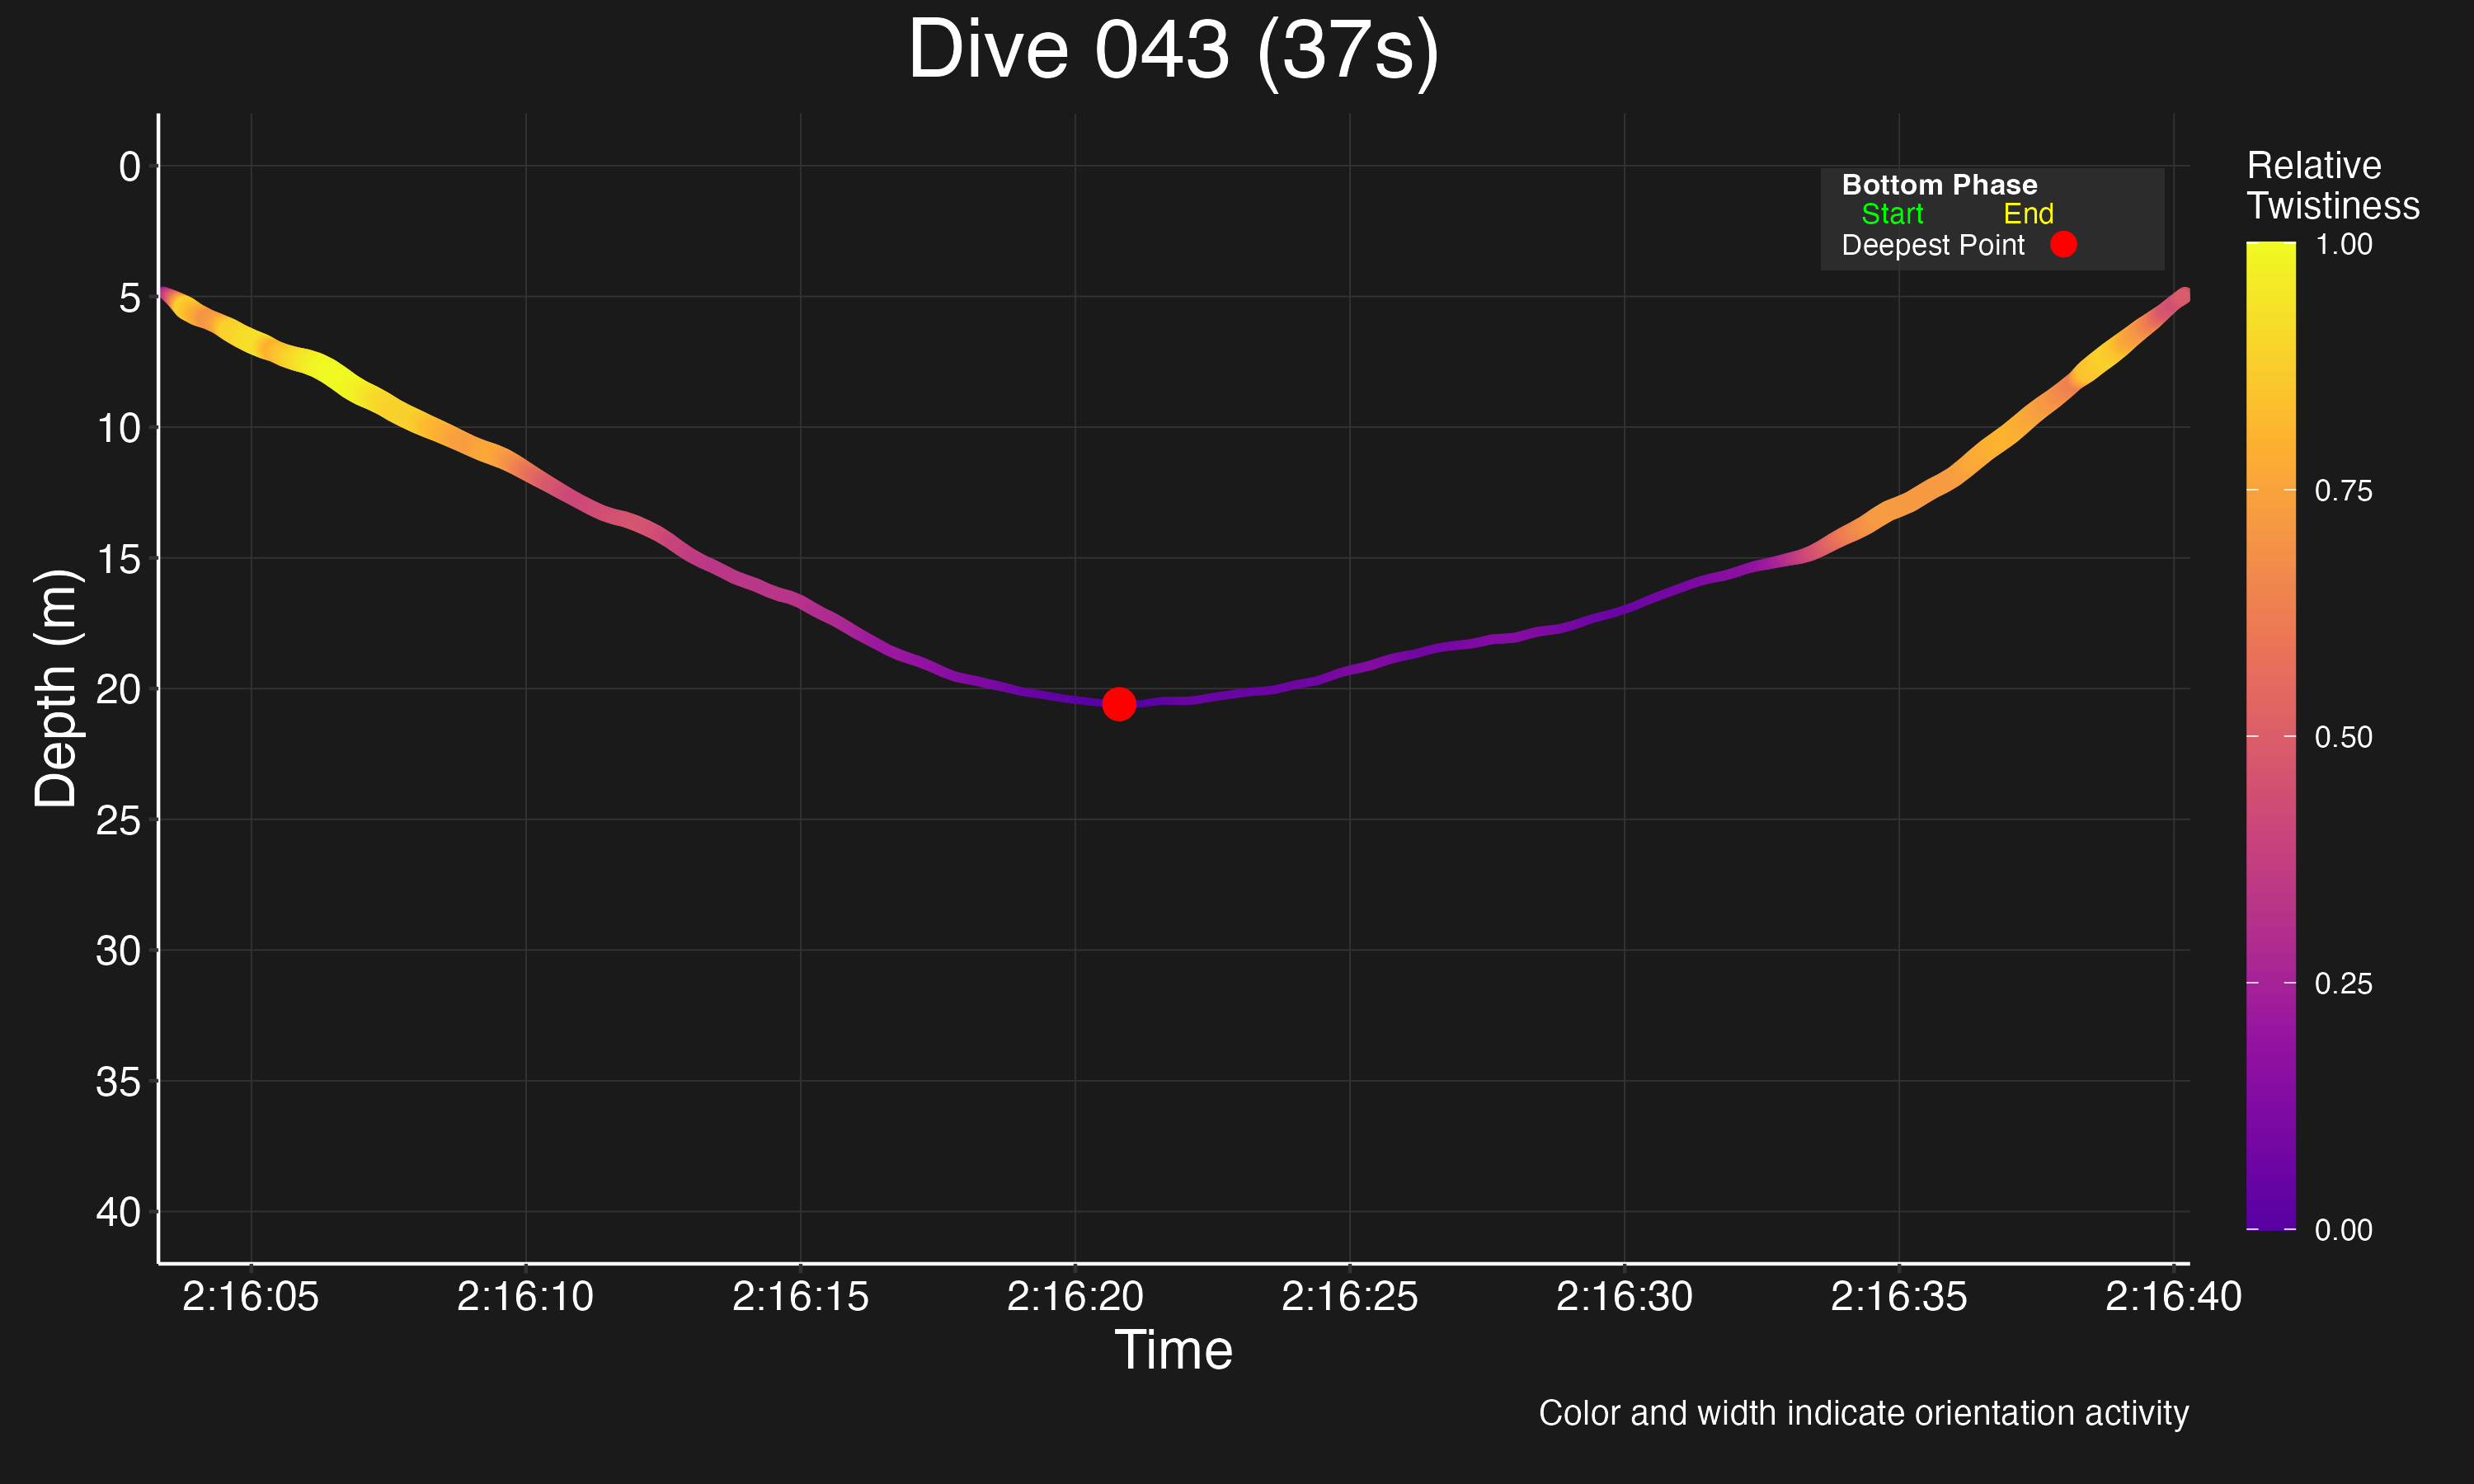 Dive 043 (37s)
Relative
Twistiness
1.00
0.75
0.50
0.25
0.00
Bottom Phase
Start End
Deepest Point
Depth (m)
0
5
10
15
20
25
30
35
40
2:16:05 2:16:10 2:16:15 2:16:20 2:16:25 2:16:30 2:16:35 2:16:40
Time
Color and width indicate orientation activity